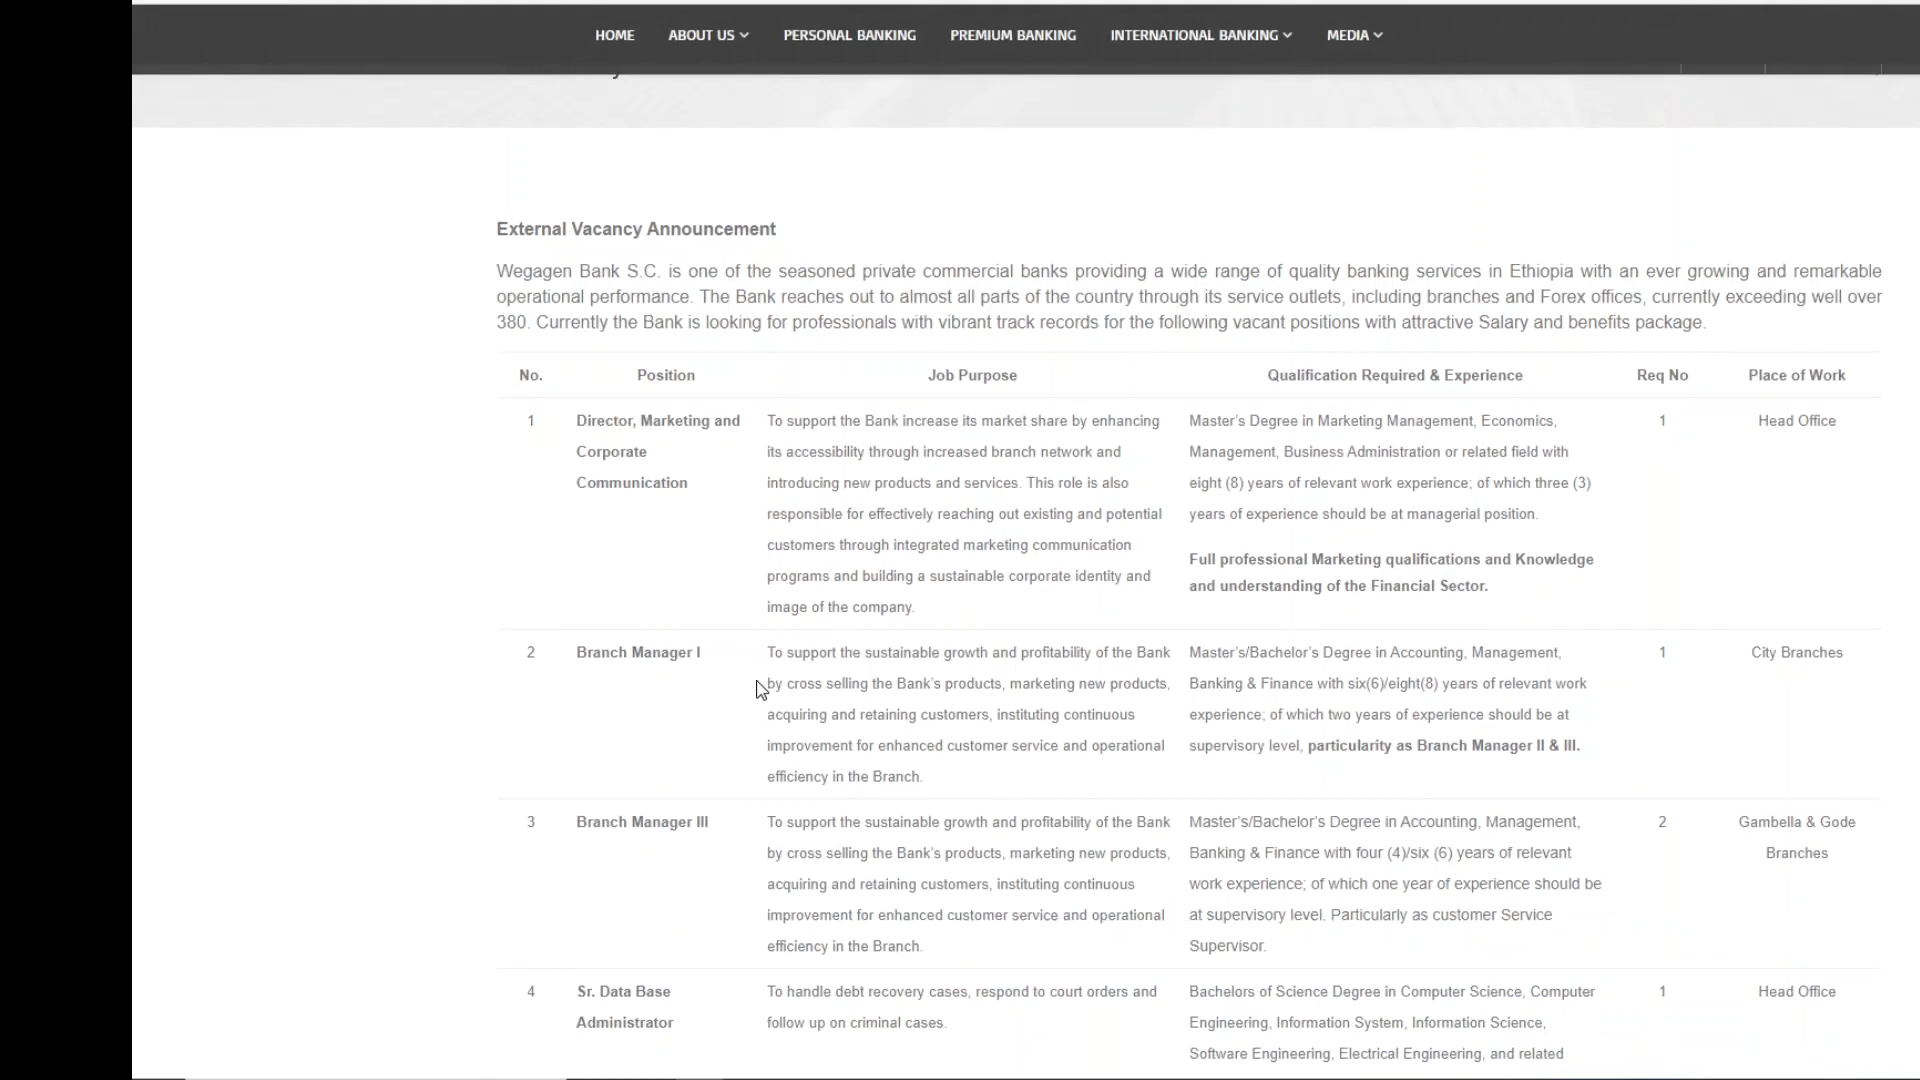 HOME ABOUT US PERSONAL BANKING PREMIUM BANKING INTERNATIONAL BANKING MEDIA
External Vacancy Announcement
Wegagen Bank S.C. is one of the seasoned private commercial banks providing a wide range of quality banking services in Ethiopia with an ever growing and remarkable
operational performance. The Bank reaches out to almost all parts of the country through its service outlets, including branches and Forex offices, currently exceeding well over
380. Currently the Bank is looking for professionals with vibrant track records for the following vacant positions with attractive Salary and benefits package.
No. Position Job Purpose Qualification Required & Experience Req No Place of Work
1
Director, Marketing and
Corporate
Communication
To support the Bank increase its market share by enhancing
its accessibility through increased branch network and
introducing new products and services. This role is also
responsible for effectively reaching out existing and potential
customers through integrated marketing communication
programs and building a sustainable corporate identity and
image of the company.
Master’s Degree in Marketing Management, Economics,
Management, Business Administration or related field with
eight (8) years of relevant work experience; of which three (3)
years of experience should be at managerial position.
Full professional Marketing qualifications and Knowledge
and understanding of the Financial Sector.
1
Head Office
2
Branch Manager I
To support the sustainable growth and profitability of the Bank
by cross selling the Bank’s products, marketing new products,
acquiring and retaining customers, instituting continuous
improvement for enhanced customer service and operational
efficiency in the Branch.
Master’s/Bachelor’s Degree in Accounting, Management,
Banking & Finance with six(6)/eight(8) years of relevant work
experience; of which two years of experience should be at
supervisory level, particularity as Branch Manager II & III.
1
City Branches
3
Branch Manager III
To support the sustainable growth and profitability of the Bank
by cross selling the Bank’s products, marketing new products,
acquiring and retaining customers, instituting continuous
improvement for enhanced customer service and operational
efficiency in the Branch.
Master’s/Bachelor’s Degree in Accounting, Management,
Banking & Finance with four (4)/six (6) years of relevant
work experience; of which one year of experience should be
at supervisory level. Particularly as customer Service
Supervisor.
2
Gambella & Gode
Branches
4
Sr. Data Base
Administrator
To handle debt recovery cases, respond to court orders and
follow up on criminal cases.
Bachelors of Science Degree in Computer Science, Computer
Engineering, Information System, Information Science,
Software Engineering, Electrical Engineering, and related
1
Head Office